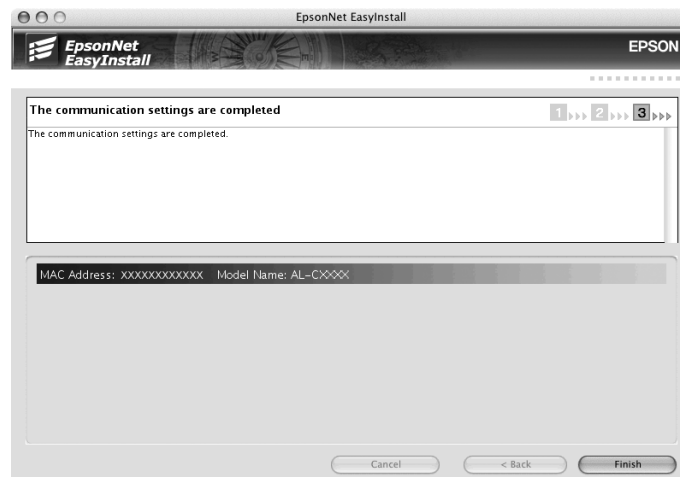 EpsonNet EasyInstall
EpsonNet
EasyInstall
EPSON
The communication settings are completed
1 2 3
The communication settings are completed.
MAC Address: XXXXXXXXXXXX Model Name: AL-CXXXX
Cancel < Back Finish